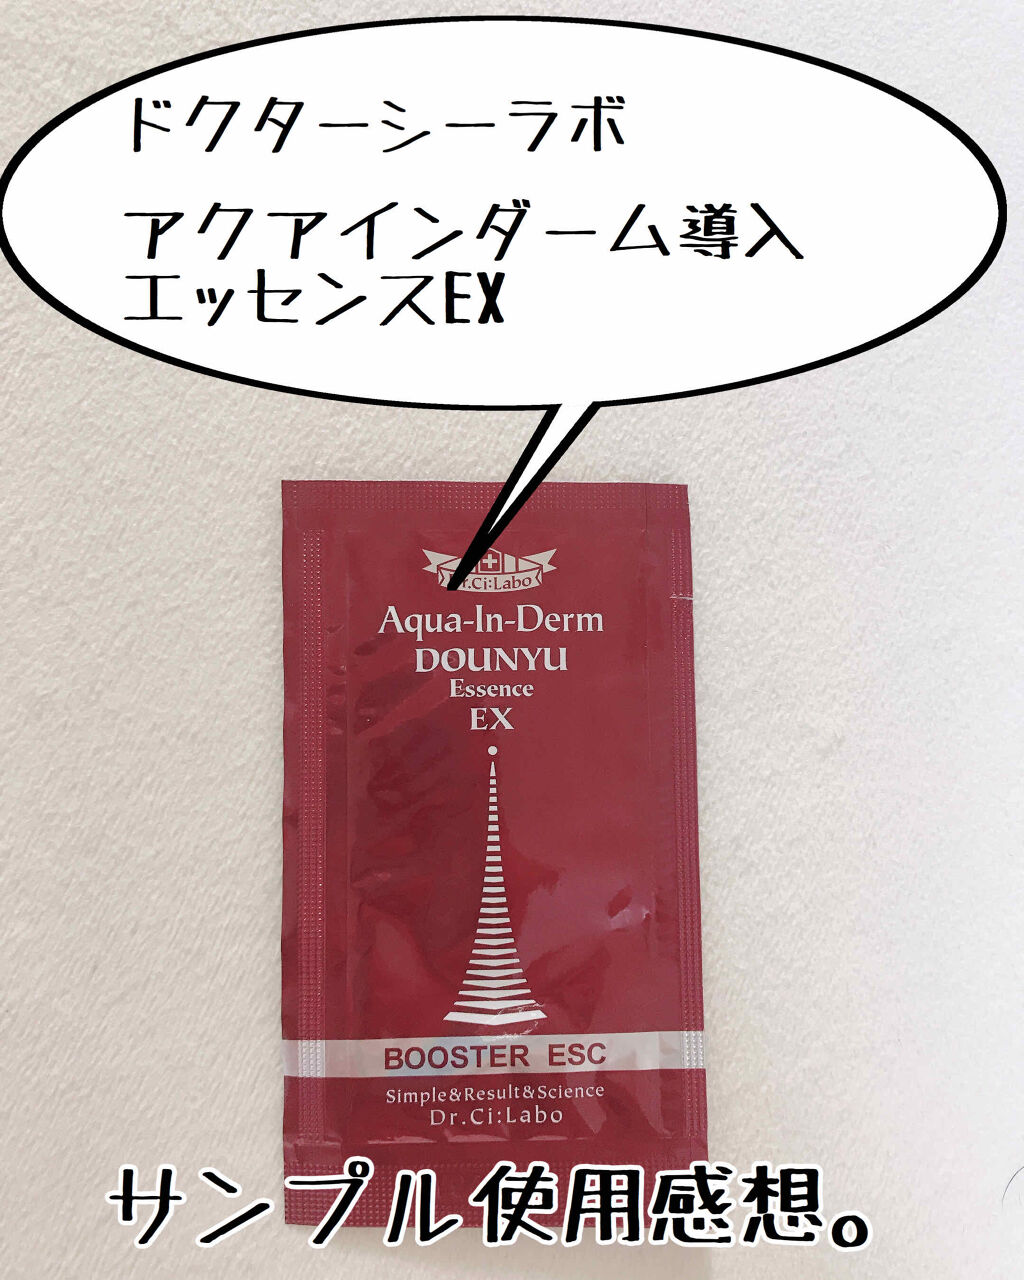 ドクターシーラボ
アクアインダーム導入
エッセンスEX
Dr.Ci:Labo
Aqua-In-Derm
DOUNYU
Essence
EX
BOOSTER ESC
Simple&Result&Science
Dr.Ci:Labo
サンプル使用感想。